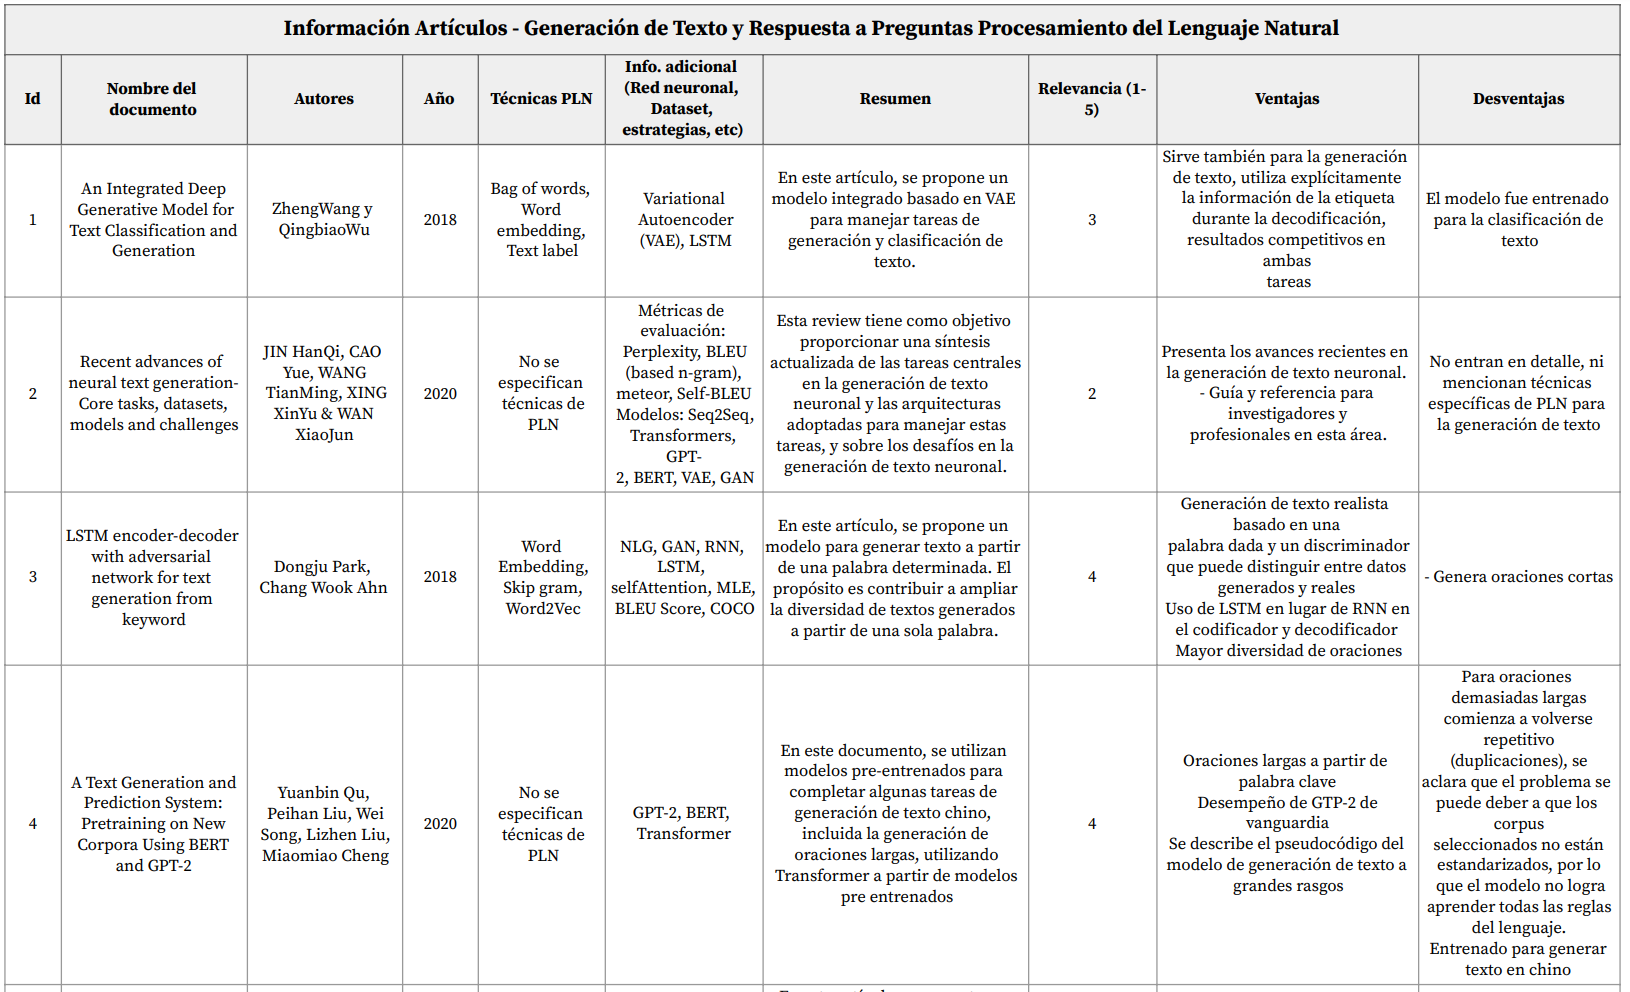 Información Artículos - Generación de Texto y Respuesta a Preguntas Procesamiento del Lenguaje Natural
Id
Nombre del
documento
Autores
Año
Técnicas PLN
Info. adicional
(Red neuronal,
Dataset,
estrategias, etc)
Resumen
Relevancia (1-
5)
Ventajas
Desventajas
1
An Integrated Deep
Generative Model for
Text Classification and
Generation
ZhengWang y
QingbiaoWu
2018
Bag of words,
Word
embedding,
Text label
Variational
Autoencoder
(VAE), LSTM
En este artículo, se propone un
modelo integrado basado en VAE
para manejar tareas de
generación y clasificación de
texto.
3
Sirve también para la generación
de texto, utiliza explícitamente
la información de la etiqueta
durante la decodificación,
resultados competitivos en
ambas
tareas
El modelo fue entrenado
para la clasificación de
texto
2
Recent advances of
neural text generation-
Core tasks, datasets,
models and challenges
JIN HanQi, CAO
Yue, WANG
TianMing, XING
XinYu & WAN
XiaoJun
2020
No se
especifican
técnicas de
PLN
Métricas de
evaluación:
Perplexity, BLEU
(based n-gram),
meteor, Self-BLEU
Modelos: Seq2Seq,
Transformers,
GPT-
2, BERT, VAE, GAN
Esta review tiene como objetivo
proporcionar una síntesis
actualizada de las tareas centrales
en la generación de texto
neuronal y las arquitecturas
adoptadas para manejar estas
tareas, y sobre los desafíos en la
generación de texto neuronal.
2
Presenta los avances recientes en
la generación de texto neuronal.
- Guía y referencia para
investigadores y
profesionales en esta área.
No entran en detalle, ni
mencionan técnicas
específicas de PLN para
la generación de texto
3
LSTM encoder-decoder
with adversarial
network for text
generation from
keyword
Dongju Park,
Chang Wook Ahn
2018
Word
Embedding,
Skip gram,
Word2Vec
NLG, GAN, RNN,
LSTM,
selfAttention, MLE,
BLEU Score, COCO
En este artículo, se propone un
modelo para generar texto a partir
de una palabra determinada. El
propósito es contribuir a ampliar
la diversidad de textos generados
a partir de una sola palabra.
4
Generación de texto realista
basado en una
palabra dada y un discriminador
que puede distinguir entre datos
generados y reales
Uso de LSTM en lugar de RNN en
el codificador y decodificador
Mayor diversidad de oraciones
- Genera oraciones cortas
4
A Text Generation and
Prediction System:
Pretraining on New
Corpora Using BERT
and GPT-2
Yuanbin Qu,
Peihan Liu, Wei
Song, Lizhen Liu,
Miaomiao Cheng
2020
No se
especifican
técnicas de
PLN
GPT-2, BERT,
Transformer
En este documento, se utilizan
modelos pre-entrenados para
completar algunas tareas de
generación de texto chino,
incluida la generación de
oraciones largas, utilizando
Transformer a partir de modelos
pre entrenados
4
Oraciones largas a partir de
palabra clave
Desempeño de GTP-2 de
vanguardia
Se describe el pseudocódigo del
modelo de generación de texto a
grandes rasgos
Para oraciones
demasiadas largas
comienza a volverse
repetitivo
(duplicaciones), se
aclara que el problema se
puede deber a que los
corpus
seleccionados no están
estandarizados, por lo
que el modelo no logra
aprender todas las reglas
del lenguaje.
Entrenado para generar
texto en chino